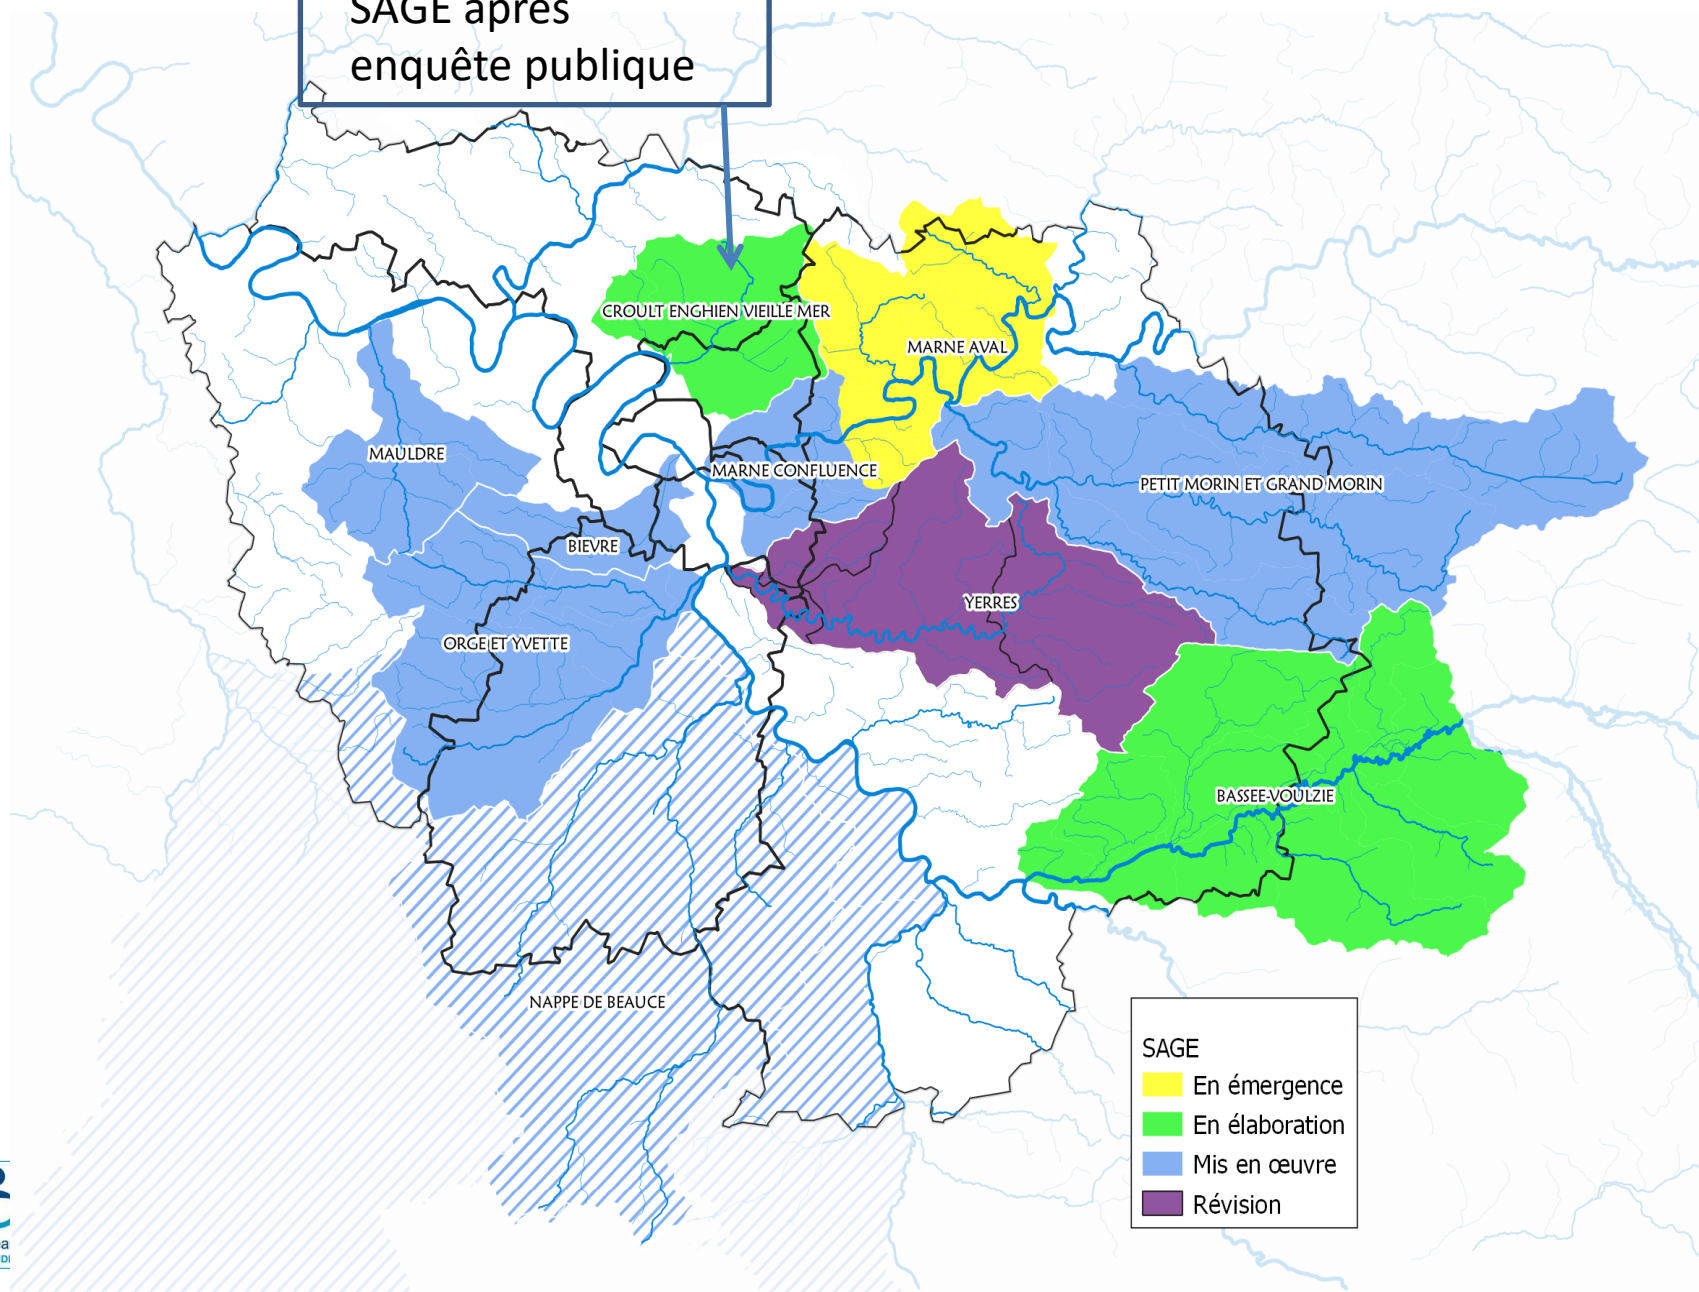 SAGE après
enquête publique
CROULT ENGHIEN VIEILLE MER
MARNE AVAL
MAULDRE
MARNE CONFLUENCE
PETIT MORIN ET GRAND MORIN
BIEVRE
YERRES
ORGE ET YVETTE
BASSEE-VOULZIE
NAPPE DE BEAUCE
SAGE
En émergence
En élaboration
Mis en œuvre
Révision